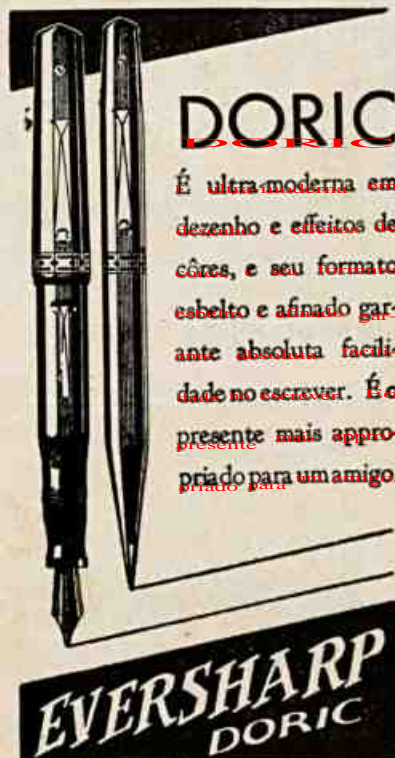 DORIC
É ultra-moderna em
dezenho e effeitos de
côres, e seu formato
esbelto e afinado gar-
ante absoluta facili-
dade no escrever. É o
presente mais appro-
priado para um amigo.
EVERSHARP
DORIC